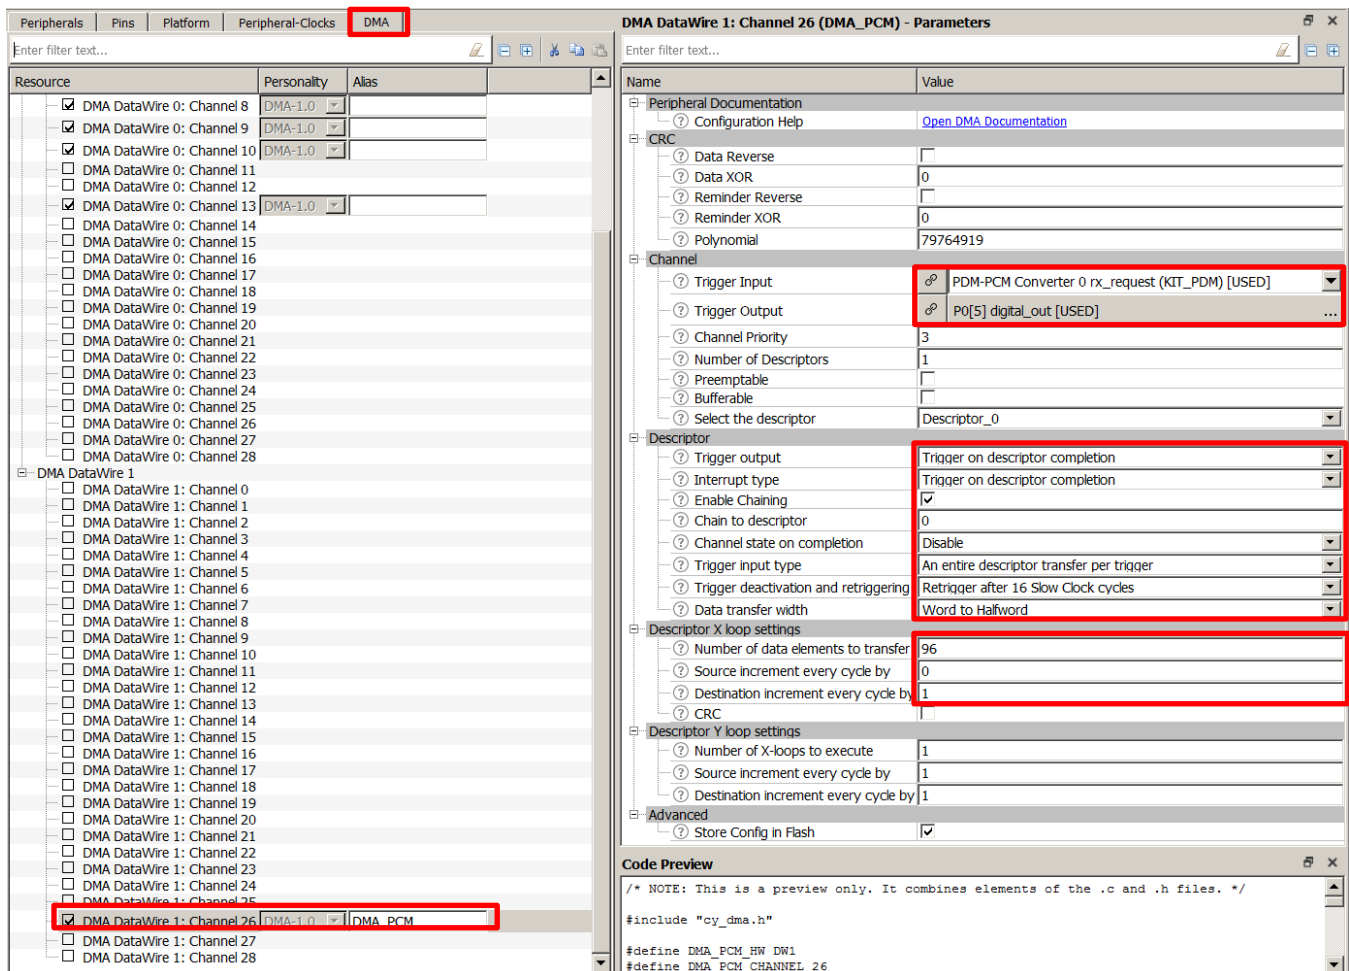 Peripherals Pins Platform Peripheral-Clocks DMA
Enter filter text...
Resource Personality Alias
DMA DataWire 0: Channel 8 DMA-1.0
DMA DataWire 0: Channel 9 DMA-1.0
DMA DataWire 0: Channel 10 DMA-1.0
DMA DataWire 0: Channel 11
DMA DataWire 0: Channel 12
DMA DataWire 0: Channel 13 DMA-1.0
DMA DataWire 0: Channel 14
DMA DataWire 0: Channel 15
DMA DataWire 0: Channel 16
DMA DataWire 0: Channel 17
DMA DataWire 0: Channel 18
DMA DataWire 0: Channel 19
DMA DataWire 0: Channel 20
DMA DataWire 0: Channel 21
DMA DataWire 0: Channel 22
DMA DataWire 0: Channel 23
DMA DataWire 0: Channel 24
DMA DataWire 0: Channel 25
DMA DataWire 0: Channel 26
DMA DataWire 0: Channel 27
DMA DataWire 0: Channel 28
DMA DataWire 1
DMA DataWire 1: Channel 0
DMA DataWire 1: Channel 1
DMA DataWire 1: Channel 2
DMA DataWire 1: Channel 3
DMA DataWire 1: Channel 4
DMA DataWire 1: Channel 5
DMA DataWire 1: Channel 6
DMA DataWire 1: Channel 7
DMA DataWire 1: Channel 8
DMA DataWire 1: Channel 9
DMA DataWire 1: Channel 10
DMA DataWire 1: Channel 11
DMA DataWire 1: Channel 12
DMA DataWire 1: Channel 13
DMA DataWire 1: Channel 14
DMA DataWire 1: Channel 15
DMA DataWire 1: Channel 16
DMA DataWire 1: Channel 17
DMA DataWire 1: Channel 18
DMA DataWire 1: Channel 19
DMA DataWire 1: Channel 20
DMA DataWire 1: Channel 21
DMA DataWire 1: Channel 22
DMA DataWire 1: Channel 23
DMA DataWire 1: Channel 24
DMA DataWire 1: Channel 25
DMA DataWire 1: Channel 26 DMA-1.0 DMA_PCM
DMA DataWire 1: Channel 27
DMA DataWire 1: Channel 28
DMA DataWire 1: Channel 26 (DMA_PCM) - Parameters
Enter filter text...
Name Value
Peripheral Documentation
Configuration Help Open DMA Documentation
CRC
Data Reverse
Data XOR 0
Reminder Reverse
Reminder XOR 0
Polynomial 79764919
Channel
Trigger Input PDM-PCM Converter 0 rx_request (KIT_PDM) [USED]
Trigger Output P0[5] digital_out [USED] ...
Channel Priority 3
Number of Descriptors 1
Preemptable
Bufferable
Select the descriptor Descriptor_0
Descriptor
Trigger output Trigger on descriptor completion
Interrupt type Trigger on descriptor completion
Enable Chaining
Chain to descriptor 0
Channel state on completion Disable
Trigger input type An entire descriptor transfer per trigger
Trigger deactivation and retriggering Retrigger after 16 Slow Clock cycles
Data transfer width Word to Halfword
Descriptor X loop settings
Number of data elements to transfer 96
Source increment every cycle by 0
Destination increment every cycle by 1
CRC
Descriptor Y loop settings
Number of X-loops to execute 1
Source increment every cycle by 1
Destination increment every cycle by 1
Advanced
Store Config in Flash
Code Preview
/* NOTE: This is a preview only. It combines elements of the .c and .h files. */
#include "cy_dma.h"
#define DMA_PCM_HW DW1
#define DMA_PCM_CHANNEL 26